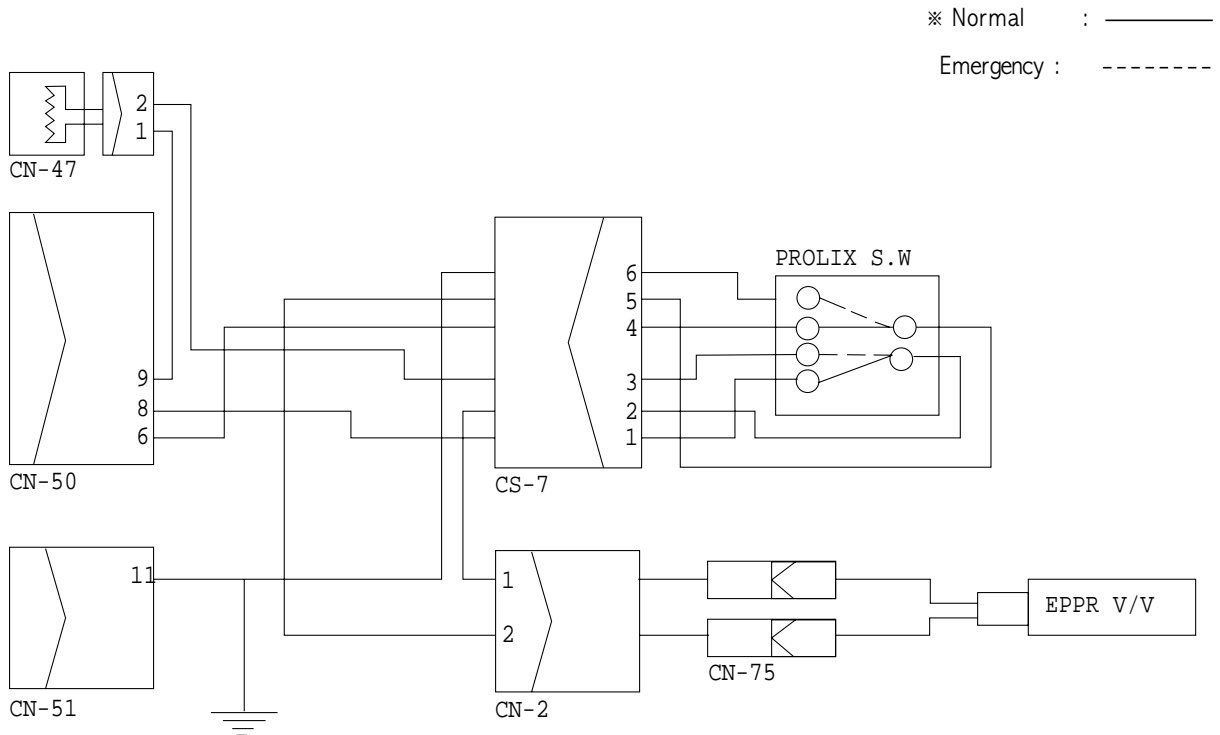 ※ Normal : 
Emergency :
2
1
CN-47
PROLIX S.W
6
5
4
3
2
1
9
8
6
CN-50
CS-7
11
1
2
EPPR V/V
CN-75
CN-51
CN-2